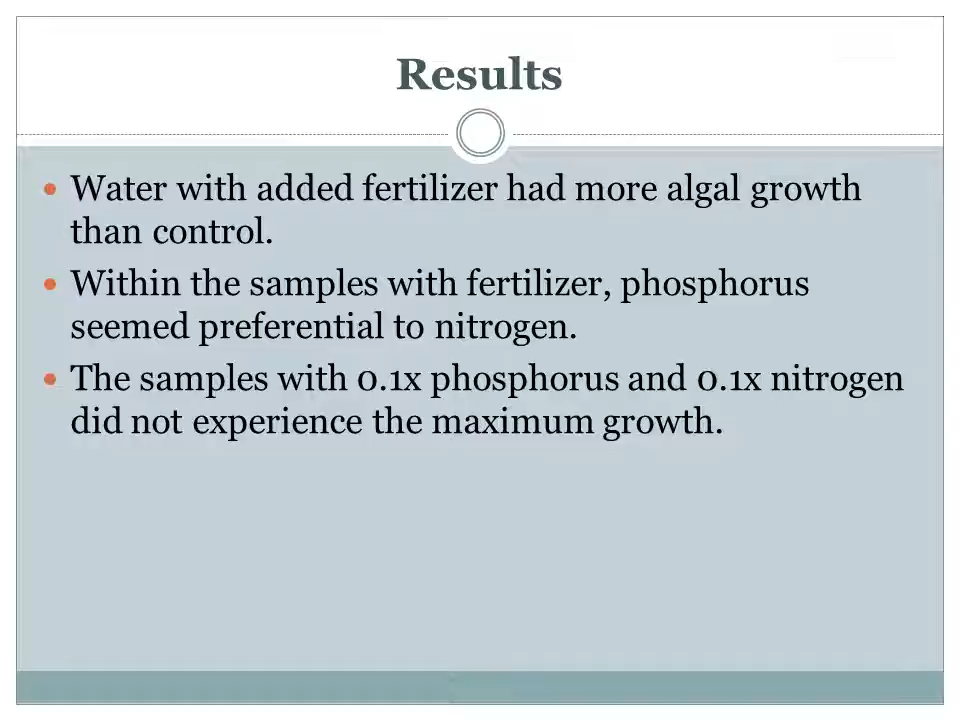 Results
• Water with added fertilizer had more algal growth
than control.
• Within the samples with fertilizer, phosphorus
seemed preferential to nitrogen.
• The samples with 0.1x phosphorus and 0.1x nitrogen
did not experience the maximum growth.